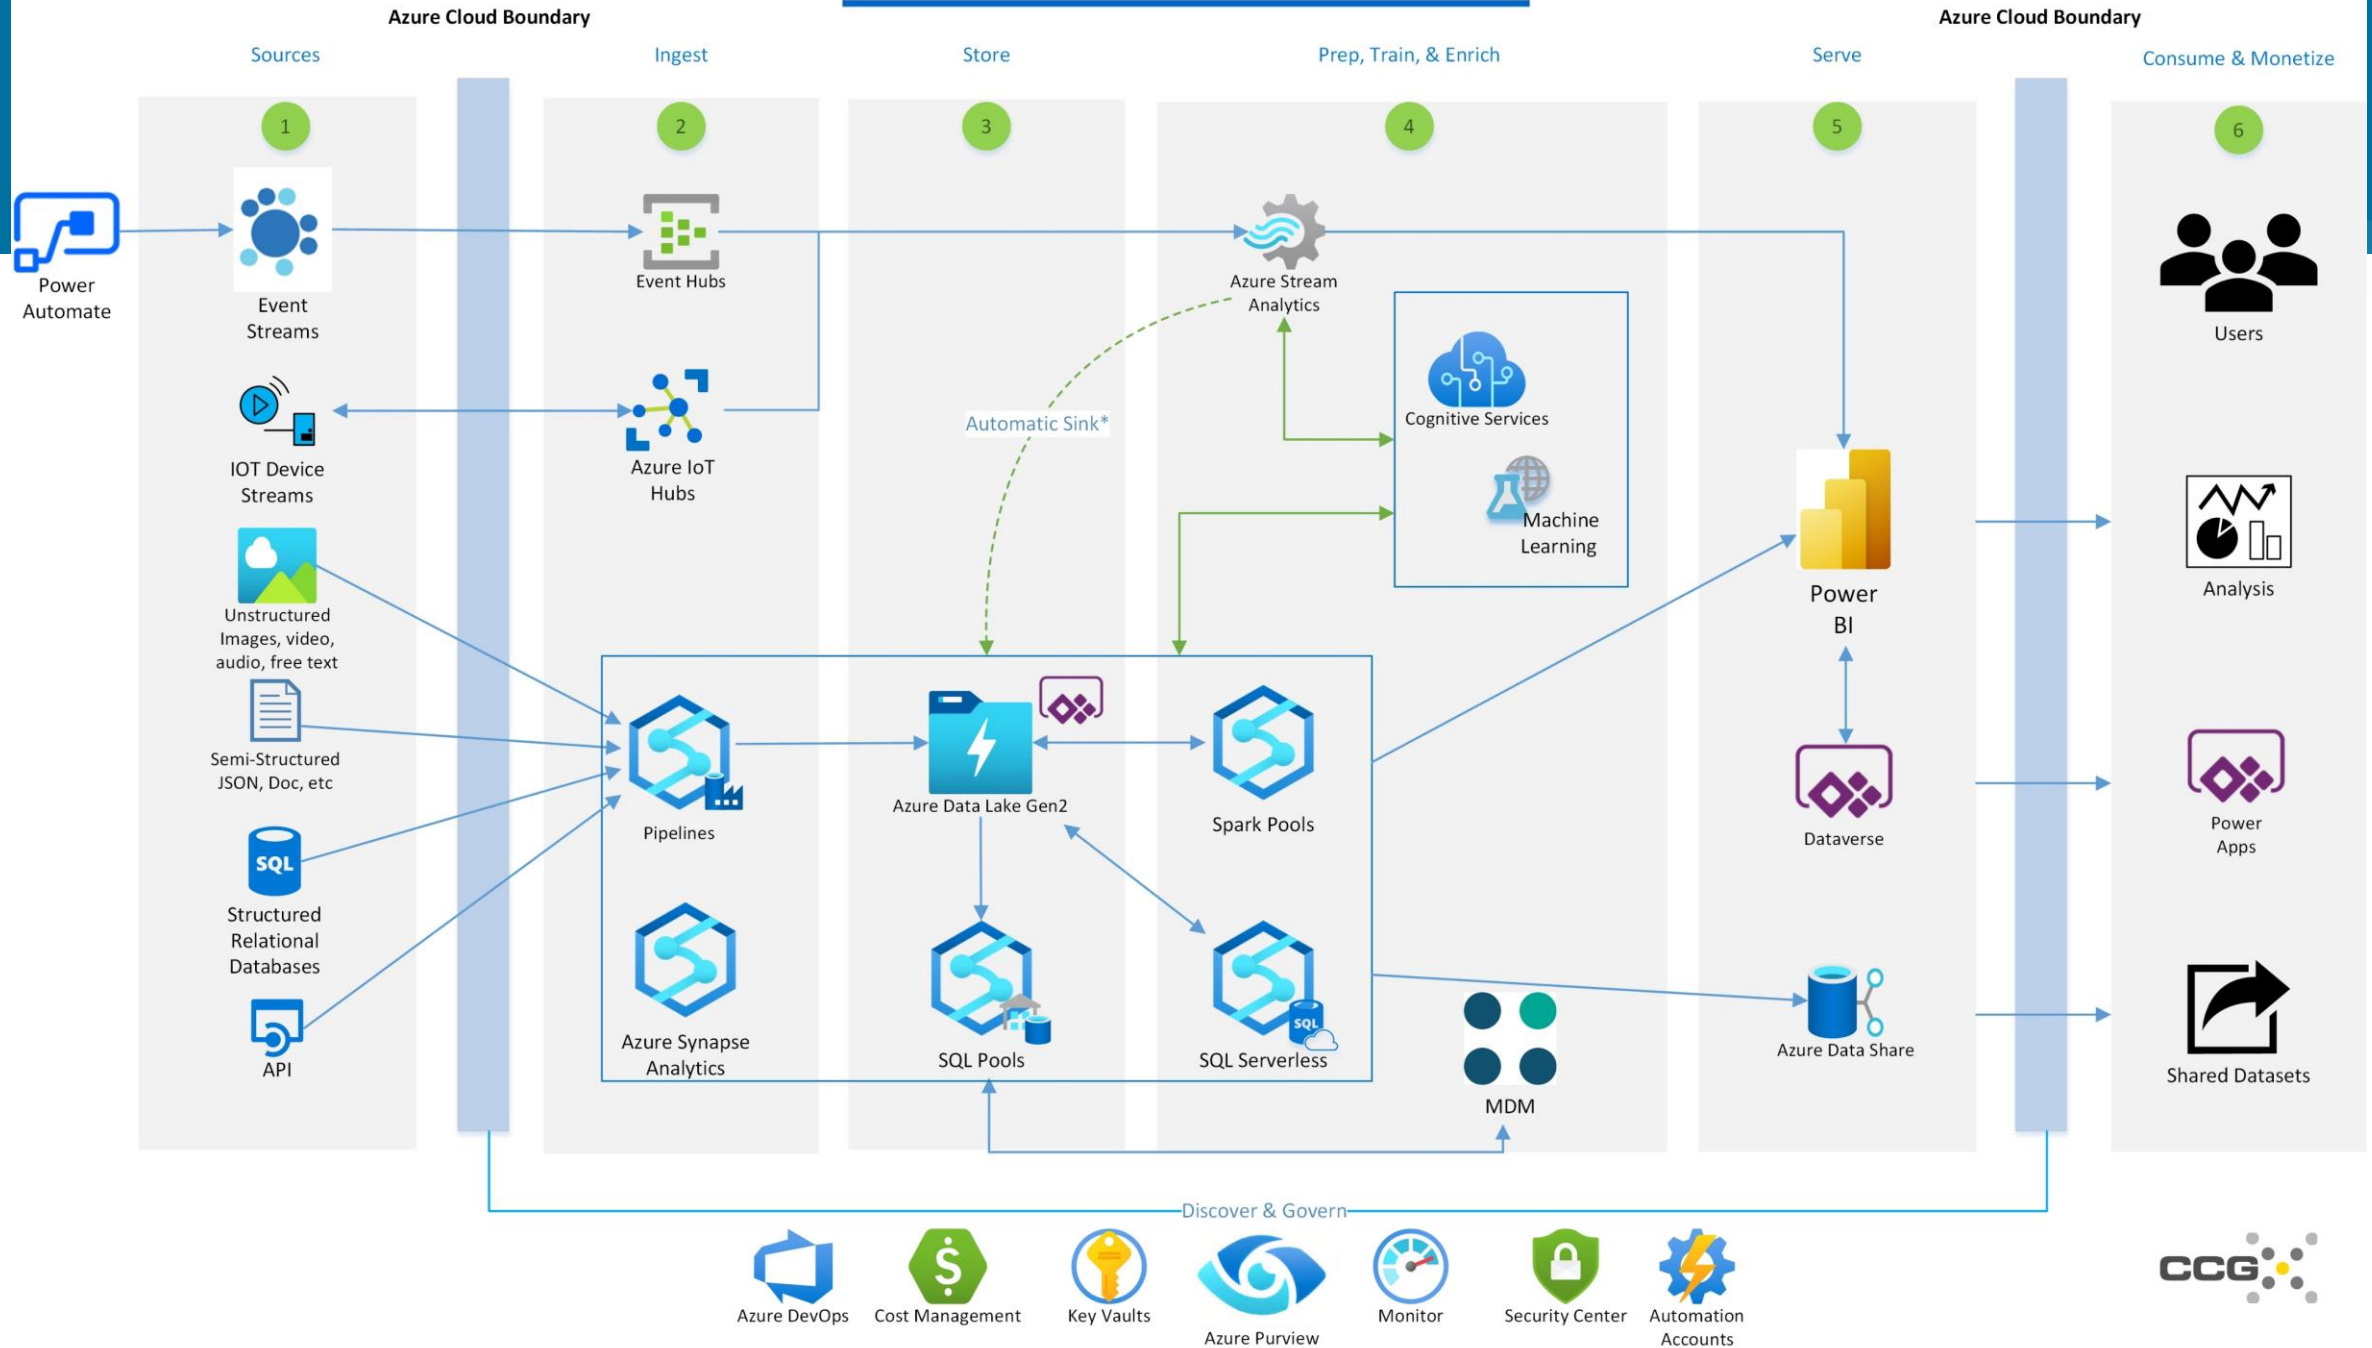 Azure Cloud Boundary
Azure Cloud Boundary
Sources
Ingest
Store
Prep, Train, & Enrich
Serve
Consume & Monetize
1
2
3
4
5
6
Power
Automate
Event
Streams
IOT Device
Streams
Unstructured
Images, video,
audio, free text
Semi-Structured
JSON, Doc, etc
SQL
Structured
Relational
Databases
API
Event Hubs
Azure IoT
Hubs
Pipelines
Azure Synapse
Analytics
Automatic Sink*
Azure Data Lake Gen2
SQL Pools
Azure Stream
Analytics
Cognitive Services
Machine
Learning
Spark Pools
SQL
SQL Serverless
MDM
Power
BI
Dataverse
Azure Data Share
Users
Analysis
Power
Apps
Shared Datasets
Discover & Govern
Azure DevOps
Cost Management
Key Vaults
Azure Purview
Monitor
Security Center
Automation
Accounts
CCG